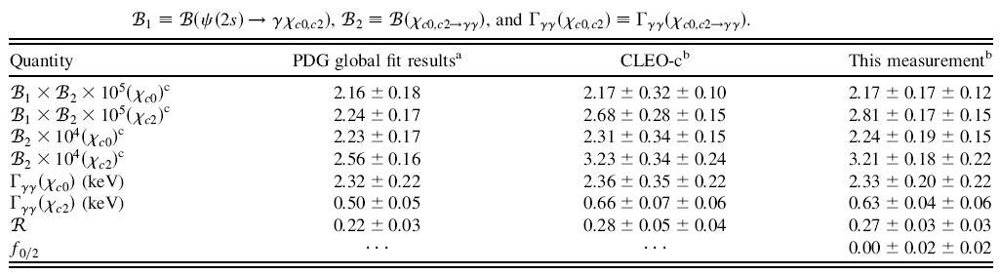 ℬ₁ ≡ ℬ(ψ(2s) → γχc0,c2), ℬ₂ ≡ ℬ(χc0,c2→γγ), and Γγγ(χc0,c2) ≡ Γγγ(χc0,c2→γγ).
Quantity PDG global fit resultsᵃ CLEO-cᵇ This measurementᵇ
ℬ₁ × ℬ₂ × 10⁵(χc0)ᶜ 2.16 ± 0.18 2.17 ± 0.32 ± 0.10 2.17 ± 0.17 ± 0.12
ℬ₁ × ℬ₂ × 10⁵(χc2)ᶜ 2.24 ± 0.17 2.68 ± 0.28 ± 0.15 2.81 ± 0.17 ± 0.15
ℬ₂ × 10⁴(χc0)ᶜ 2.23 ± 0.17 2.31 ± 0.34 ± 0.15 2.24 ± 0.19 ± 0.15
ℬ₂ × 10⁴(χc2)ᶜ 2.56 ± 0.16 3.23 ± 0.34 ± 0.24 3.21 ± 0.18 ± 0.22
Γγγ(χc0) (keV) 2.32 ± 0.22 2.36 ± 0.35 ± 0.22 2.33 ± 0.20 ± 0.22
Γγγ(χc2) (keV) 0.50 ± 0.05 0.66 ± 0.07 ± 0.06 0.63 ± 0.04 ± 0.06
ℛ 0.22 ± 0.03 0.28 ± 0.05 ± 0.04 0.27 ± 0.03 ± 0.03
f0/2 ··· ··· 0.00 ± 0.02 ± 0.02